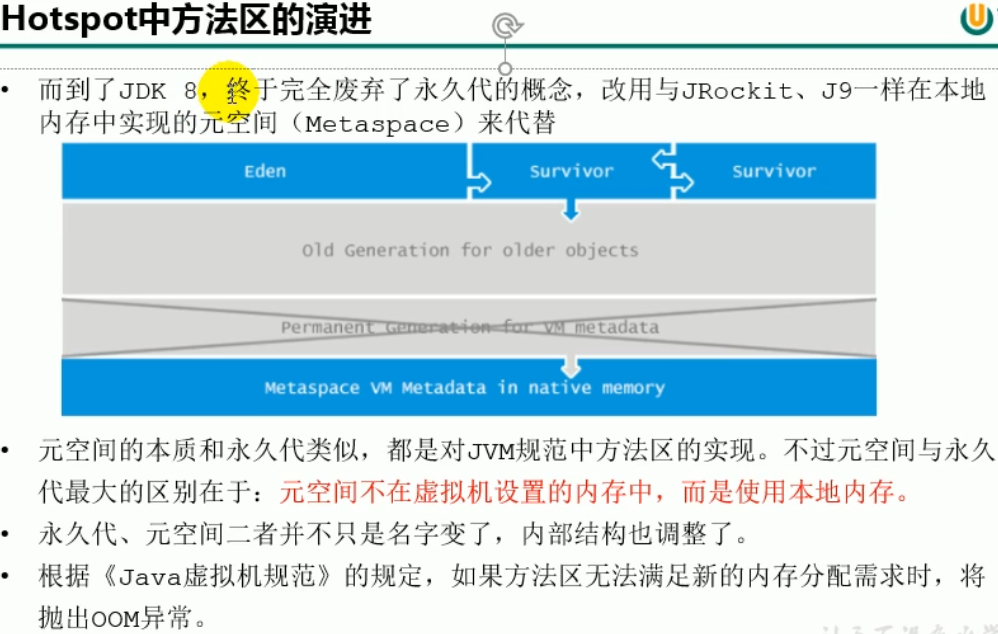 Hotspot中方法区的演进
• 而到了JDK 8，终于完全废弃了永久代的概念，改用与JRockit、J9一样在本地
内存中实现的元空间（Metaspace）来代替
Eden
Survivor
Survivor
Old Generation for older objects
Permanent Generation for VM metadata
Metaspace VM Metadata in native memory
• 元空间的本质和永久代类似，都是对JVM规范中方法区的实现。不过元空间与永久
代最大的区别在于：元空间不在虚拟机设置的内存中，而是使用本地内存。
• 永久代、元空间二者并不只是名字变了，内部结构也调整了。
• 根据《Java虚拟机规范》的规定，如果方法区无法满足新的内存分配需求时，将
抛出OOM异常。